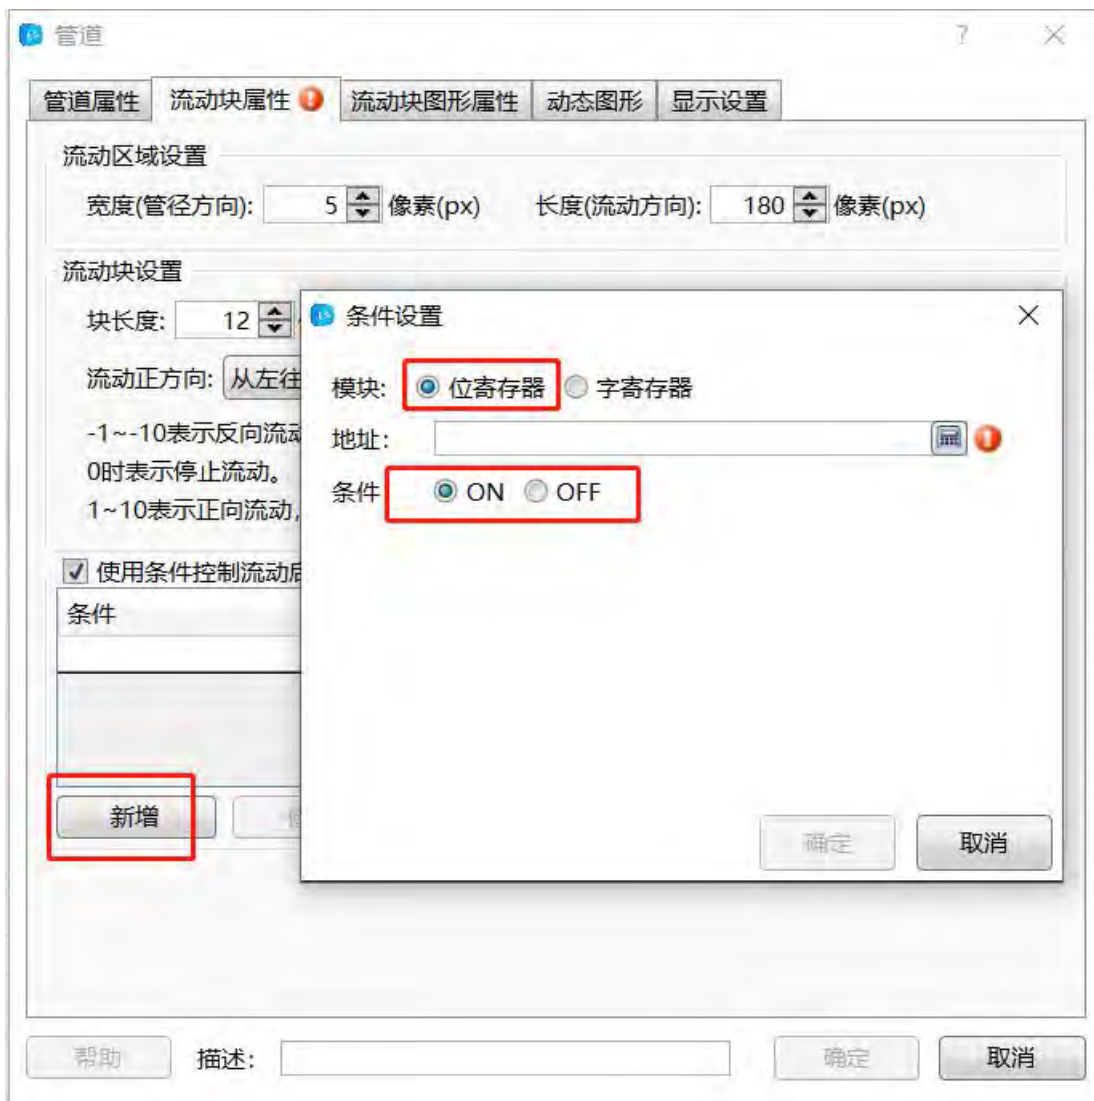 管道
管道属性 流动块属性 流动块图形属性 动态图形 显示设置
流动区域设置
宽度(管径方向): 5 像素(px) 长度(流动方向): 180 像素(px)
流动块设置
块长度: 12
流动正方向: 从左往
-1~-10表示反向流动
0时表示停止流动。
1~10表示正向流动,
使用条件控制流动启
条件
新增
条件设置
模块: 位寄存器 字寄存器
地址:
条件 ON OFF
确定 取消
帮助 描述: 确定 取消